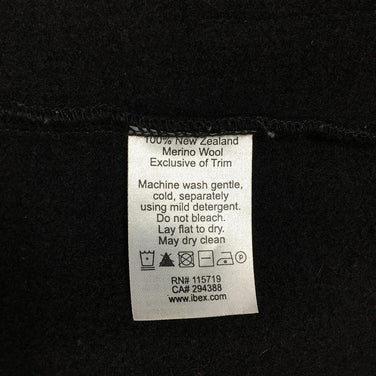 100% New Zealand
Merino Wool
Exclusive of Trim
Machine wash gentle,
cold, separately
using mild detergent.
Do not bleach.
Lay flat to dry.
May dry clean
P
RN# 115719
CA# 294388
www.ibex.com